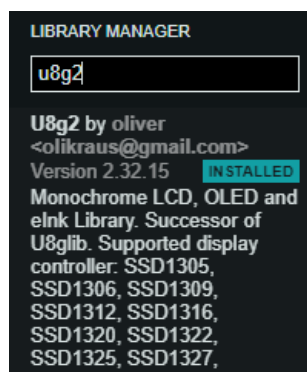 LIBRARY MANAGER
u8g2
U8g2 by oliver
<olikraus@gmail.com>
Version 2.32.15 INSTALLED
Monochrome LCD, OLED and
eInk Library. Successor of
U8glib. Supported display
controller: SSD1305,
SSD1306, SSD1309,
SSD1312, SSD1316,
SSD1320, SSD1322,
SSD1325, SSD1327,